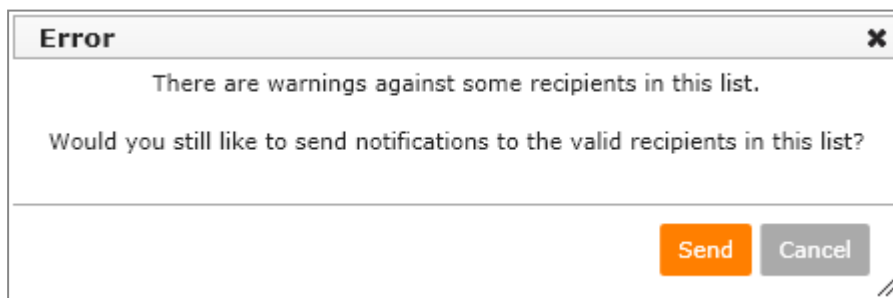 Error
There are warnings against some recipients in this list.
Would you still like to send notifications to the valid recipients in this list?
Send Cancel